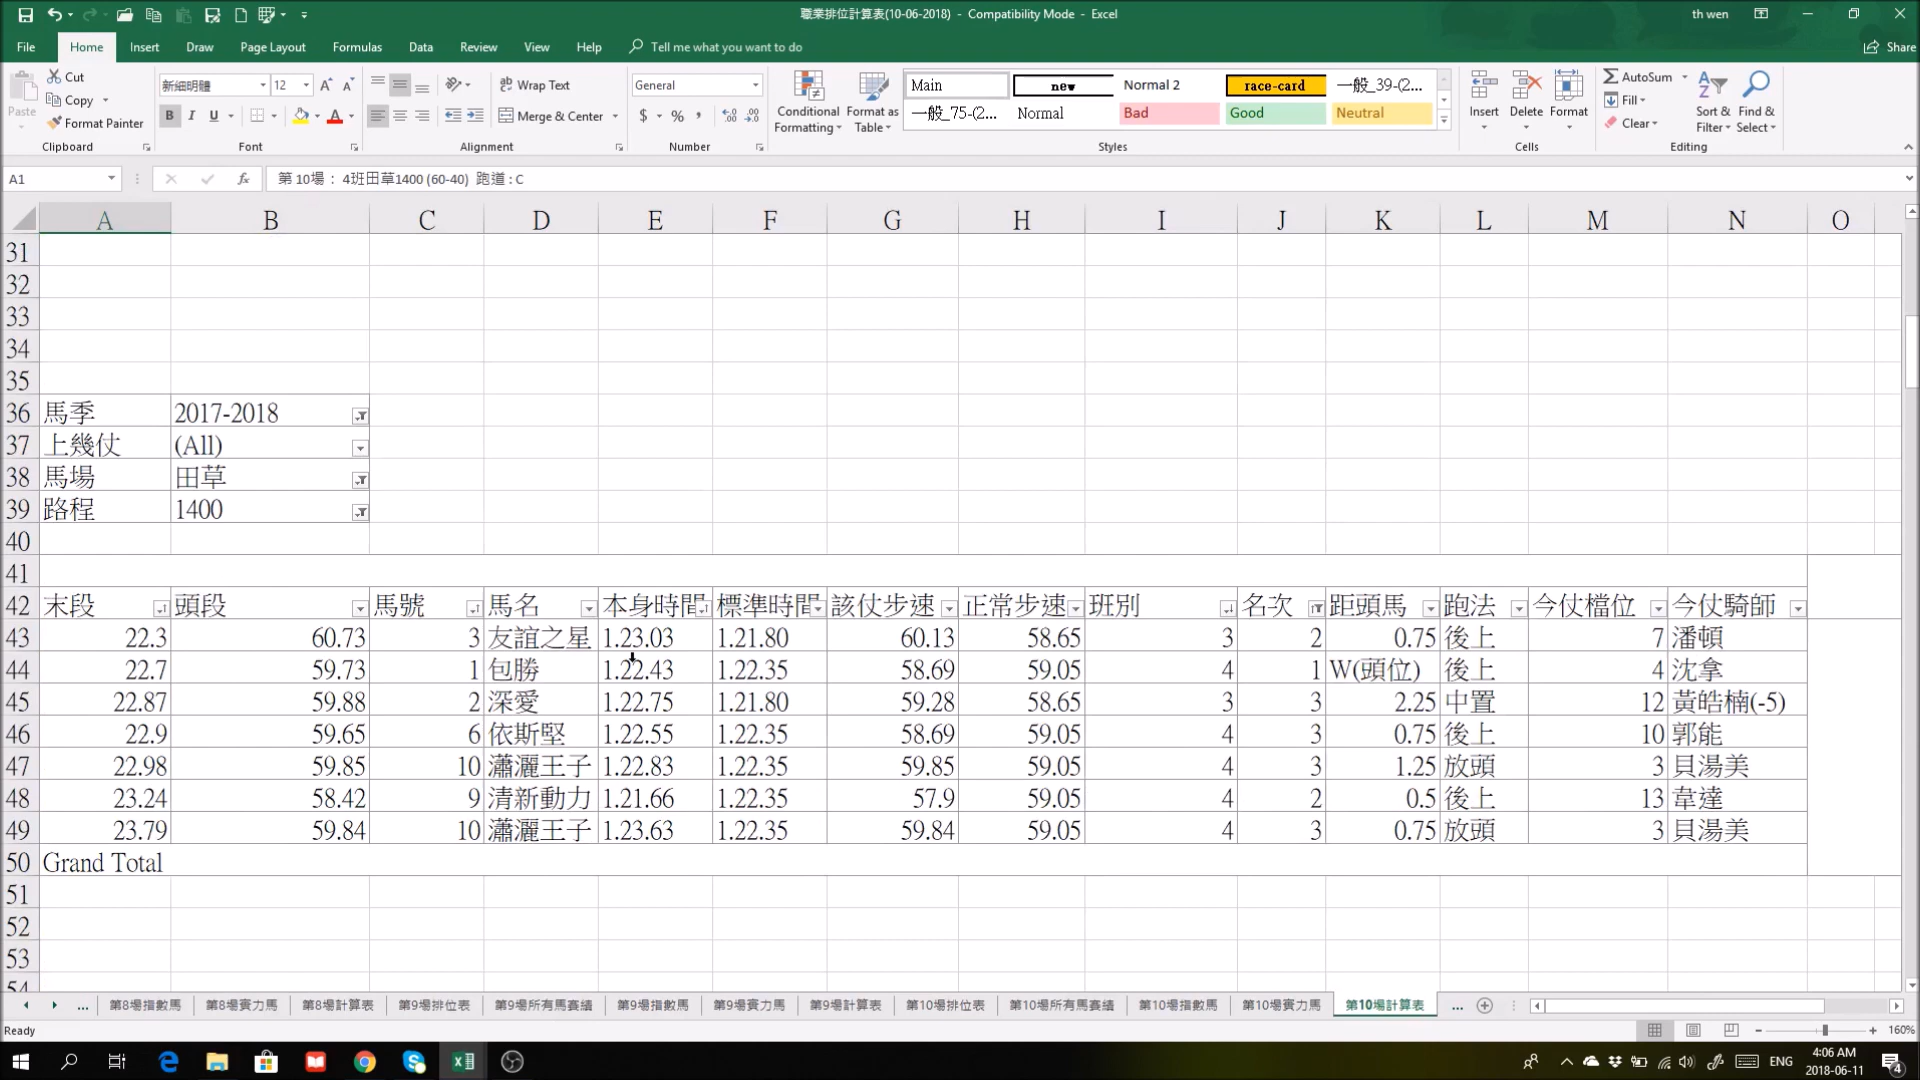 職業排位計算表(10-06-2018) - Compatibility Mode - Excel
th wen
File Home Insert Draw Page Layout Formulas Data Review View Help Tell me what you want to do Share
Paste Cut Copy Format Painter Clipboard
新細明體 12 Font
Wrap Text Merge & Center Alignment
General Number
Conditional Formatting Format as Table
Main new Normal 2 race-card 一般_39-(2...
一般_75-(2... Normal Bad Good Neutral
Styles
Insert Delete Format Cells
AutoSum Fill Clear Sort & Filter Find & Select Editing
A1 fx 第 10場： 4班田草1400 (60-40) 跑道 : C
A B C D E F G H I J K L M N O
31
32
33
34
35
36 馬季 2017-2018
37 上幾仗 (All)
38 馬場 田草
39 路程 1400
40
41
42 末段 頭段 馬號 馬名 本身時間 標準時間 該仗步速 正常步速 班別 名次 距頭馬 跑法 今仗檔位 今仗騎師
43 22.3 60.73 3 友誼之星 1.23.03 1.21.80 60.13 58.65 3 2 0.75 後上 7 潘頓
44 22.7 59.73 1 包勝 1.22.43 1.22.35 58.69 59.05 4 1 W(頭位) 後上 4 沈拿
45 22.87 59.88 2 深愛 1.22.75 1.21.80 59.28 58.65 3 3 2.25 中置 12 黃皓楠(-5)
46 22.9 59.65 6 依斯堅 1.22.55 1.22.35 58.69 59.05 4 3 0.75 後上 10 郭能
47 22.98 59.85 10 瀟灑王子 1.22.83 1.22.35 59.85 59.05 4 3 1.25 放頭 3 貝湯美
48 23.24 58.42 9 清新動力 1.21.66 1.22.35 57.9 59.05 4 2 0.5 後上 13 韋達
49 23.79 59.84 10 瀟灑王子 1.23.63 1.22.35 59.84 59.05 4 3 0.75 放頭 3 貝湯美
50 Grand Total
51
52
53
54
... 第8場指數馬 第8場賓力馬 第8場計算表 第9場排位表 第9場所有馬賽績 第9場指數馬 第9場賓力馬 第9場計算表 第10場排位表 第10場所有馬賽績 第10場指數馬 第10場賓力馬 第10場計算表 ...
Ready 160%
ENG 4:06 AM
2018-06-11 4